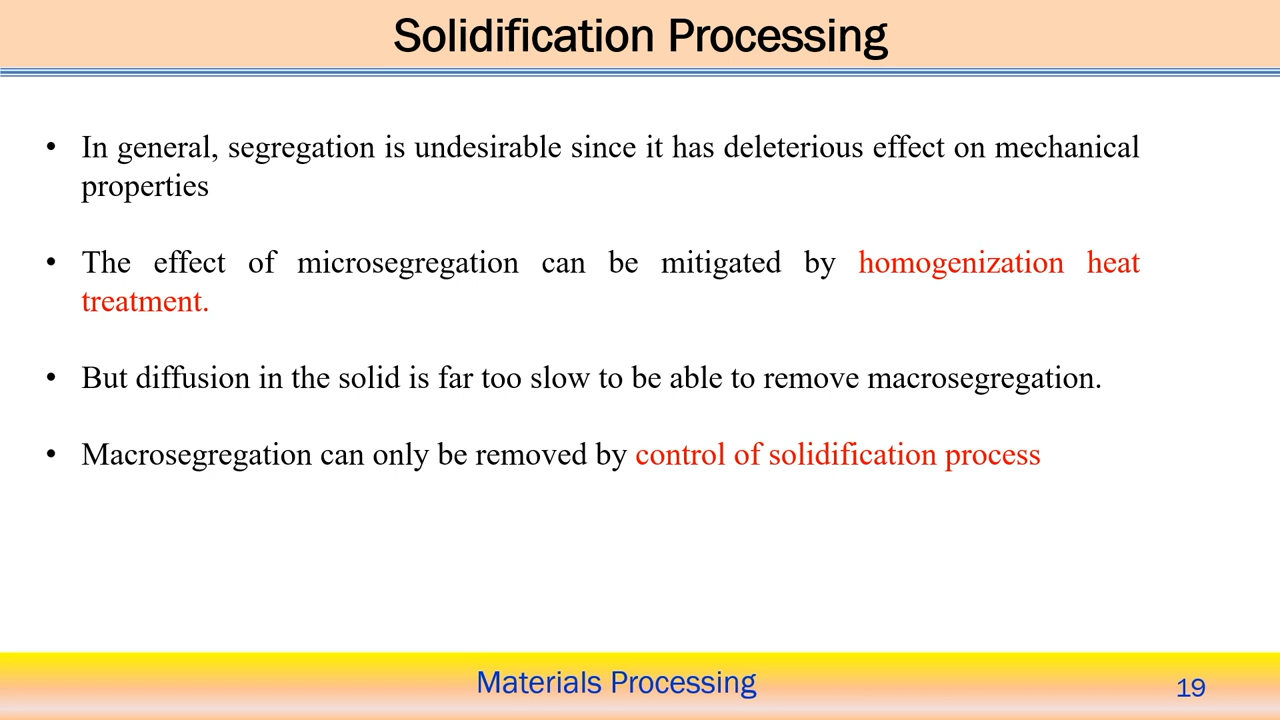 Solidification Processing
• In general, segregation is undesirable since it has deleterious effect on mechanical
properties
• The effect of microsegregation can be mitigated by homogenization heat
treatment.
• But diffusion in the solid is far too slow to be able to remove macrosegregation.
• Macrosegregation can only be removed by control of solidification process
Materials Processing
19